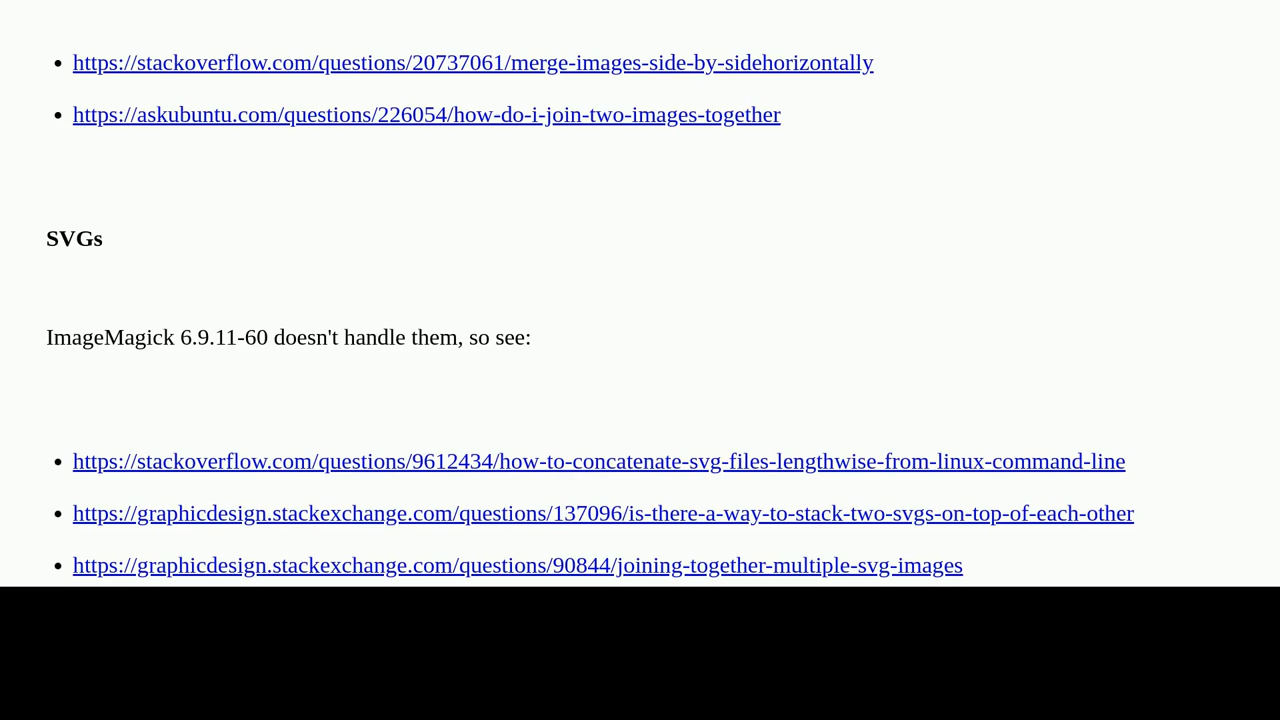 https://stackoverflow.com/questions/20737061/merge-images-side-by-sidehorizontally
https://askubuntu.com/questions/226054/how-do-i-join-two-images-together
SVGs
ImageMagick 6.9.11-60 doesn't handle them, so see:
https://stackoverflow.com/questions/9612434/how-to-concatenate-svg-files-lengthwise-from-linux-command-line
https://graphicdesign.stackexchange.com/questions/137096/is-there-a-way-to-stack-two-svgs-on-top-of-each-other
https://graphicdesign.stackexchange.com/questions/90844/joining-together-multiple-svg-images